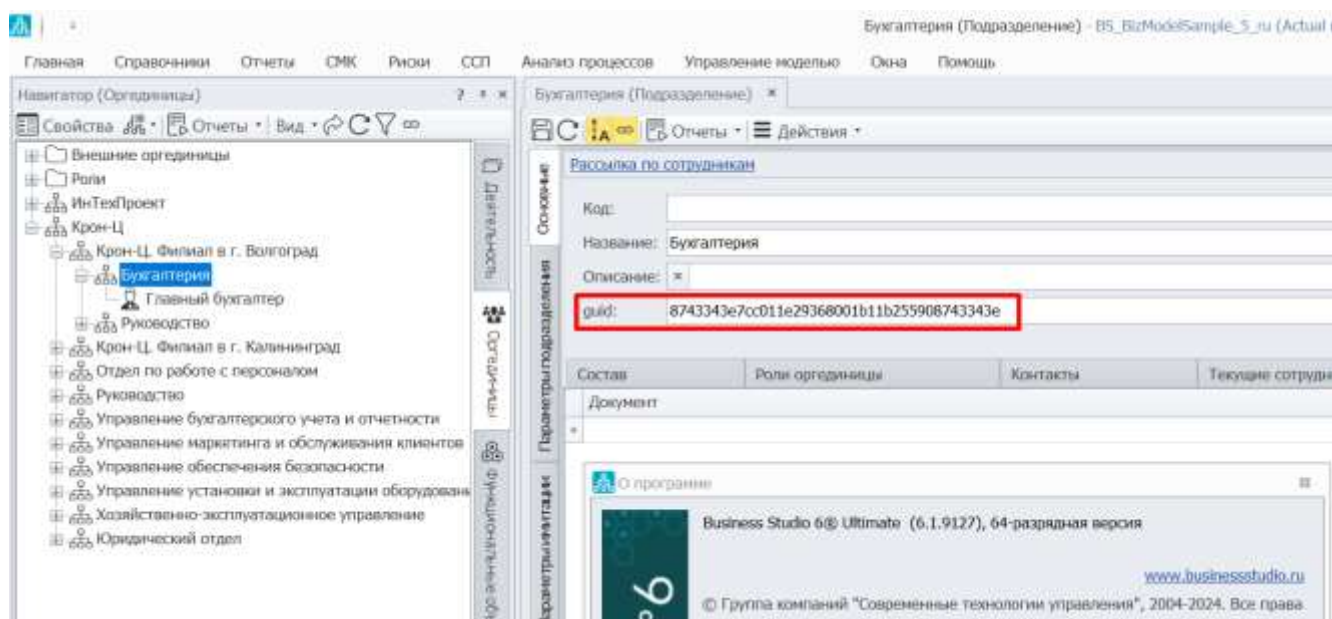 Бухгалтерия (Подразделение) - BS_BizModelSample_5_ru (Actual
Главная Справочники Отчеты СМК Риски ССП Анализ процессов Управление моделью Окна Помощь
Навигатор (Оргединицы)
Свойства Отчеты Вид
Внешние оргединицы
Роли
ИнТехПроект
Крон-Ц
Крон-Ц. Филиал в г. Волгоград
Бухгалтерия
Главный бухгалтер
Руководство
Крон-Ц. Филиал в г. Калининград
Отдел по работе с персоналом
Руководство
Управление бухгалтерского учета и отчетности
Управление маркетинга и обслуживания клиентов
Управление обеспечения безопасности
Управление установки и эксплуатации оборудован
Хозяйственно-эксплуатационное управление
Юридический отдел
Деятельность
Оргединицы
Функциональные
Бухгалтерия (Подразделение)
Отчеты Действия
Основные
Параметры подразделения
Параметры имитации
Рассылка по сотрудникам
Код:
Название: Бухгалтерия
Описание:
guid: 8743343e7cc011e29368001b11b255908743343e
Состав Роли оргединицы Контакты Текущие сотрудн
Документ
О программе
Business Studio 6® Ultimate (6.1.9127), 64-разрядная версия
www.businessstudio.ru
© Группа компаний "Современные технологии управления", 2004-2024. Все права